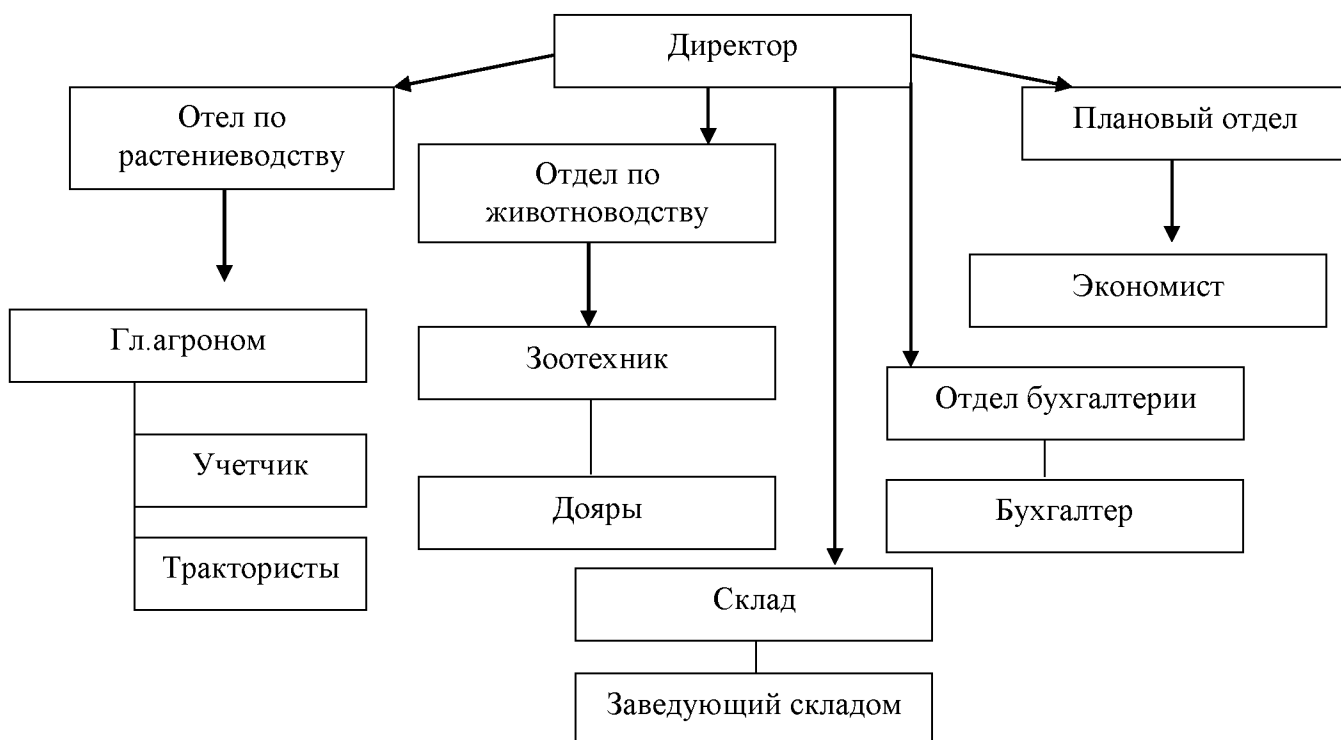 Директор
Отел по
растениеводству
Отдел по
животноводству
Плановый отдел
Экономист
Гл.агроном
Зоотехник
Отдел бухгалтерии
Учетчик
Дояры
Бухгалтер
Трактористы
Склад
Заведующий складом